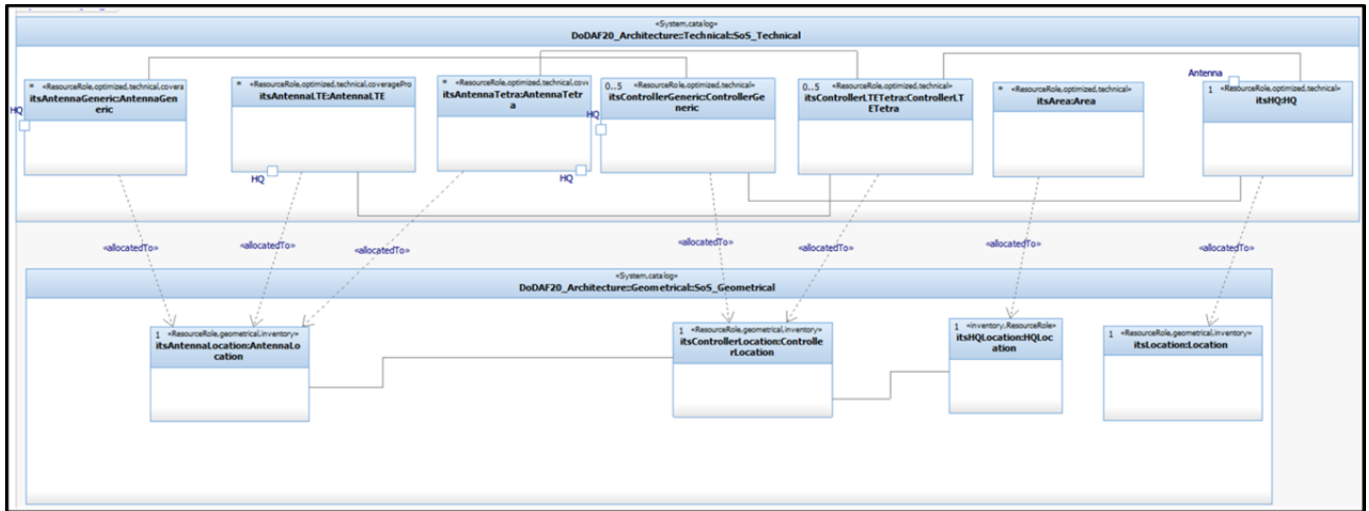 «System.catalog»
DoDAF20_Architecture::Technical::SoS_Technical
* «ResourceRole,optimized,technical,covera
itsAntennaGeneric:AntennaGen
eric
HQ
* «ResourceRole,optimized,technical,coveragePro
itsAntennaLTE:AntennaLTE
HQ
* «ResourceRole,optimized,technical,cove
itsAntennaTetra:AntennaTetr
a
HQ
0..5 «ResourceRole,optimized,technical»
itsControllerGeneric:ControllerGe
neric
HQ
0..5 «ResourceRole,optimized,technical»
itsControllerLTETetra:ControllerLT
ETetra
* «ResourceRole,optimized,technical»
itsArea:Area
Antenna
1 «ResourceRole,optimized,technical»
itsHQ:HQ
«allocatedTo»
«allocatedTo»
«allocatedTo»
«allocatedTo»
«allocatedTo»
«allocatedTo»
«allocatedTo»
«System.catalog»
DoDAF20_Architecture::Geometrical::SoS_Geometrical
1 «ResourceRole,geometrical,inventory»
itsAntennaLocation:AntennaLo
cation
1 «ResourceRole,geometrical,inventory»
itsControllerLocation:Controlle
rLocation
1 «inventory,ResourceRole»
itsHQLocation:HQLoc
ation
1 «ResourceRole,geometrical,inventory»
itsLocation:Location